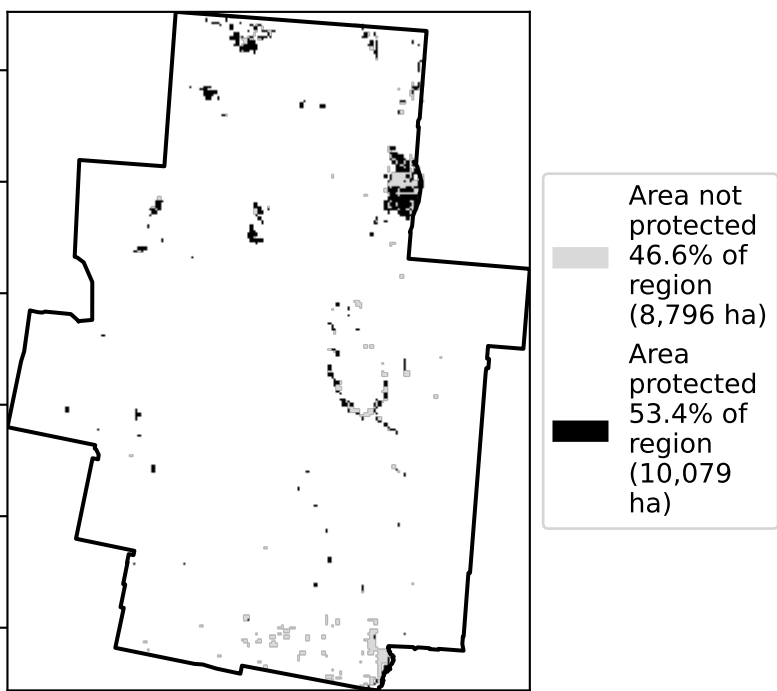 Area not
protected
46.6% of
region
(8,796 ha)
Area
protected
53.4% of
region
(10,079
ha)